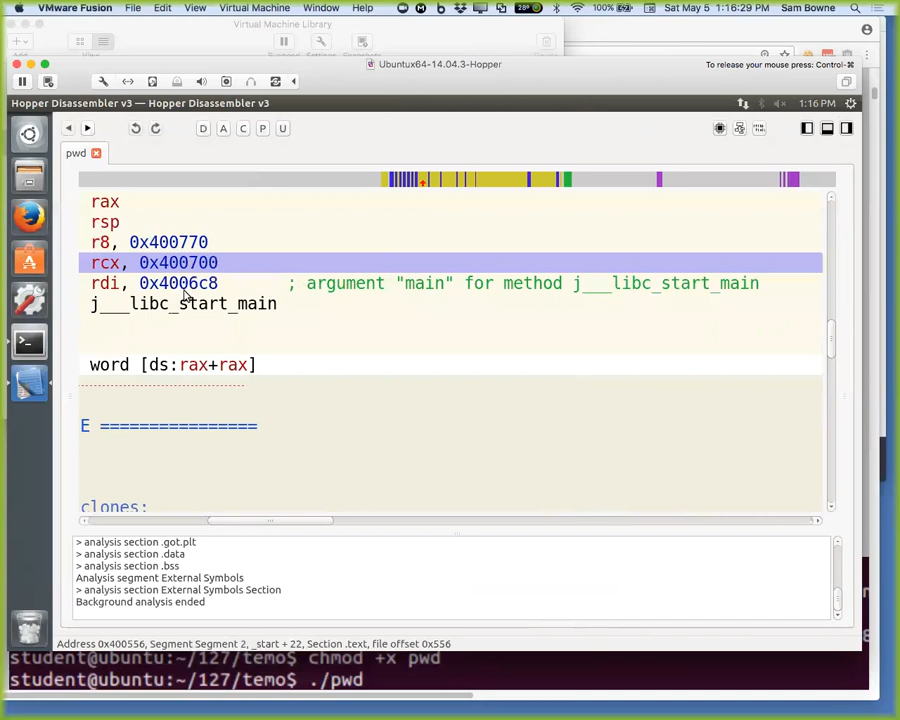 VMware Fusion File Edit View Virtual Machine Window Help 28° 100% Sat May 5 1:16:29 PM Sam Bowne
Virtual Machine Library
Ubuntux64-14.04.3-Hopper To release your mouse press: Control-⌘
Hopper Disassembler v3 — Hopper Disassembler v3 1:16 PM
D A C P U
pwd
rax
rsp
r8, 0x400770
rcx, 0x400700
rdi, 0x4006c8 ; argument "main" for method j___libc_start_main
j___libc_start_main
word [ds:rax+rax]
E ================
clones:
> analysis section .got.plt
> analysis section .data
> analysis section .bss
Analysis segment External Symbols
> analysis section External Symbols Section
Background analysis ended
Address 0x400556, Segment Segment 2, _start + 22, Section .text, file offset 0x556
student@ubuntu:~/127/temo$ chmod +x pwd
student@ubuntu:~/127/temo$ ./pwd